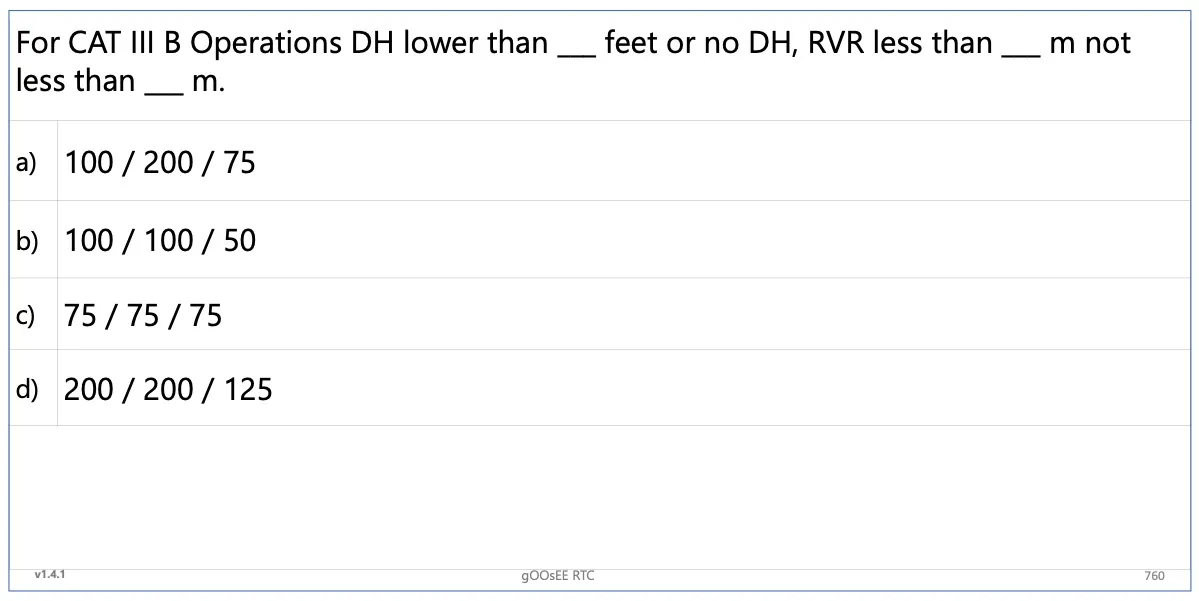 For CAT III B Operations DH lower than ___ feet or no DH, RVR less than ___ m not
less than ___ m.
a) 100 / 200 / 75
b) 100 / 100 / 50
c) 75 / 75 / 75
d) 200 / 200 / 125
v1.4.1 gOOsEE RTC 760